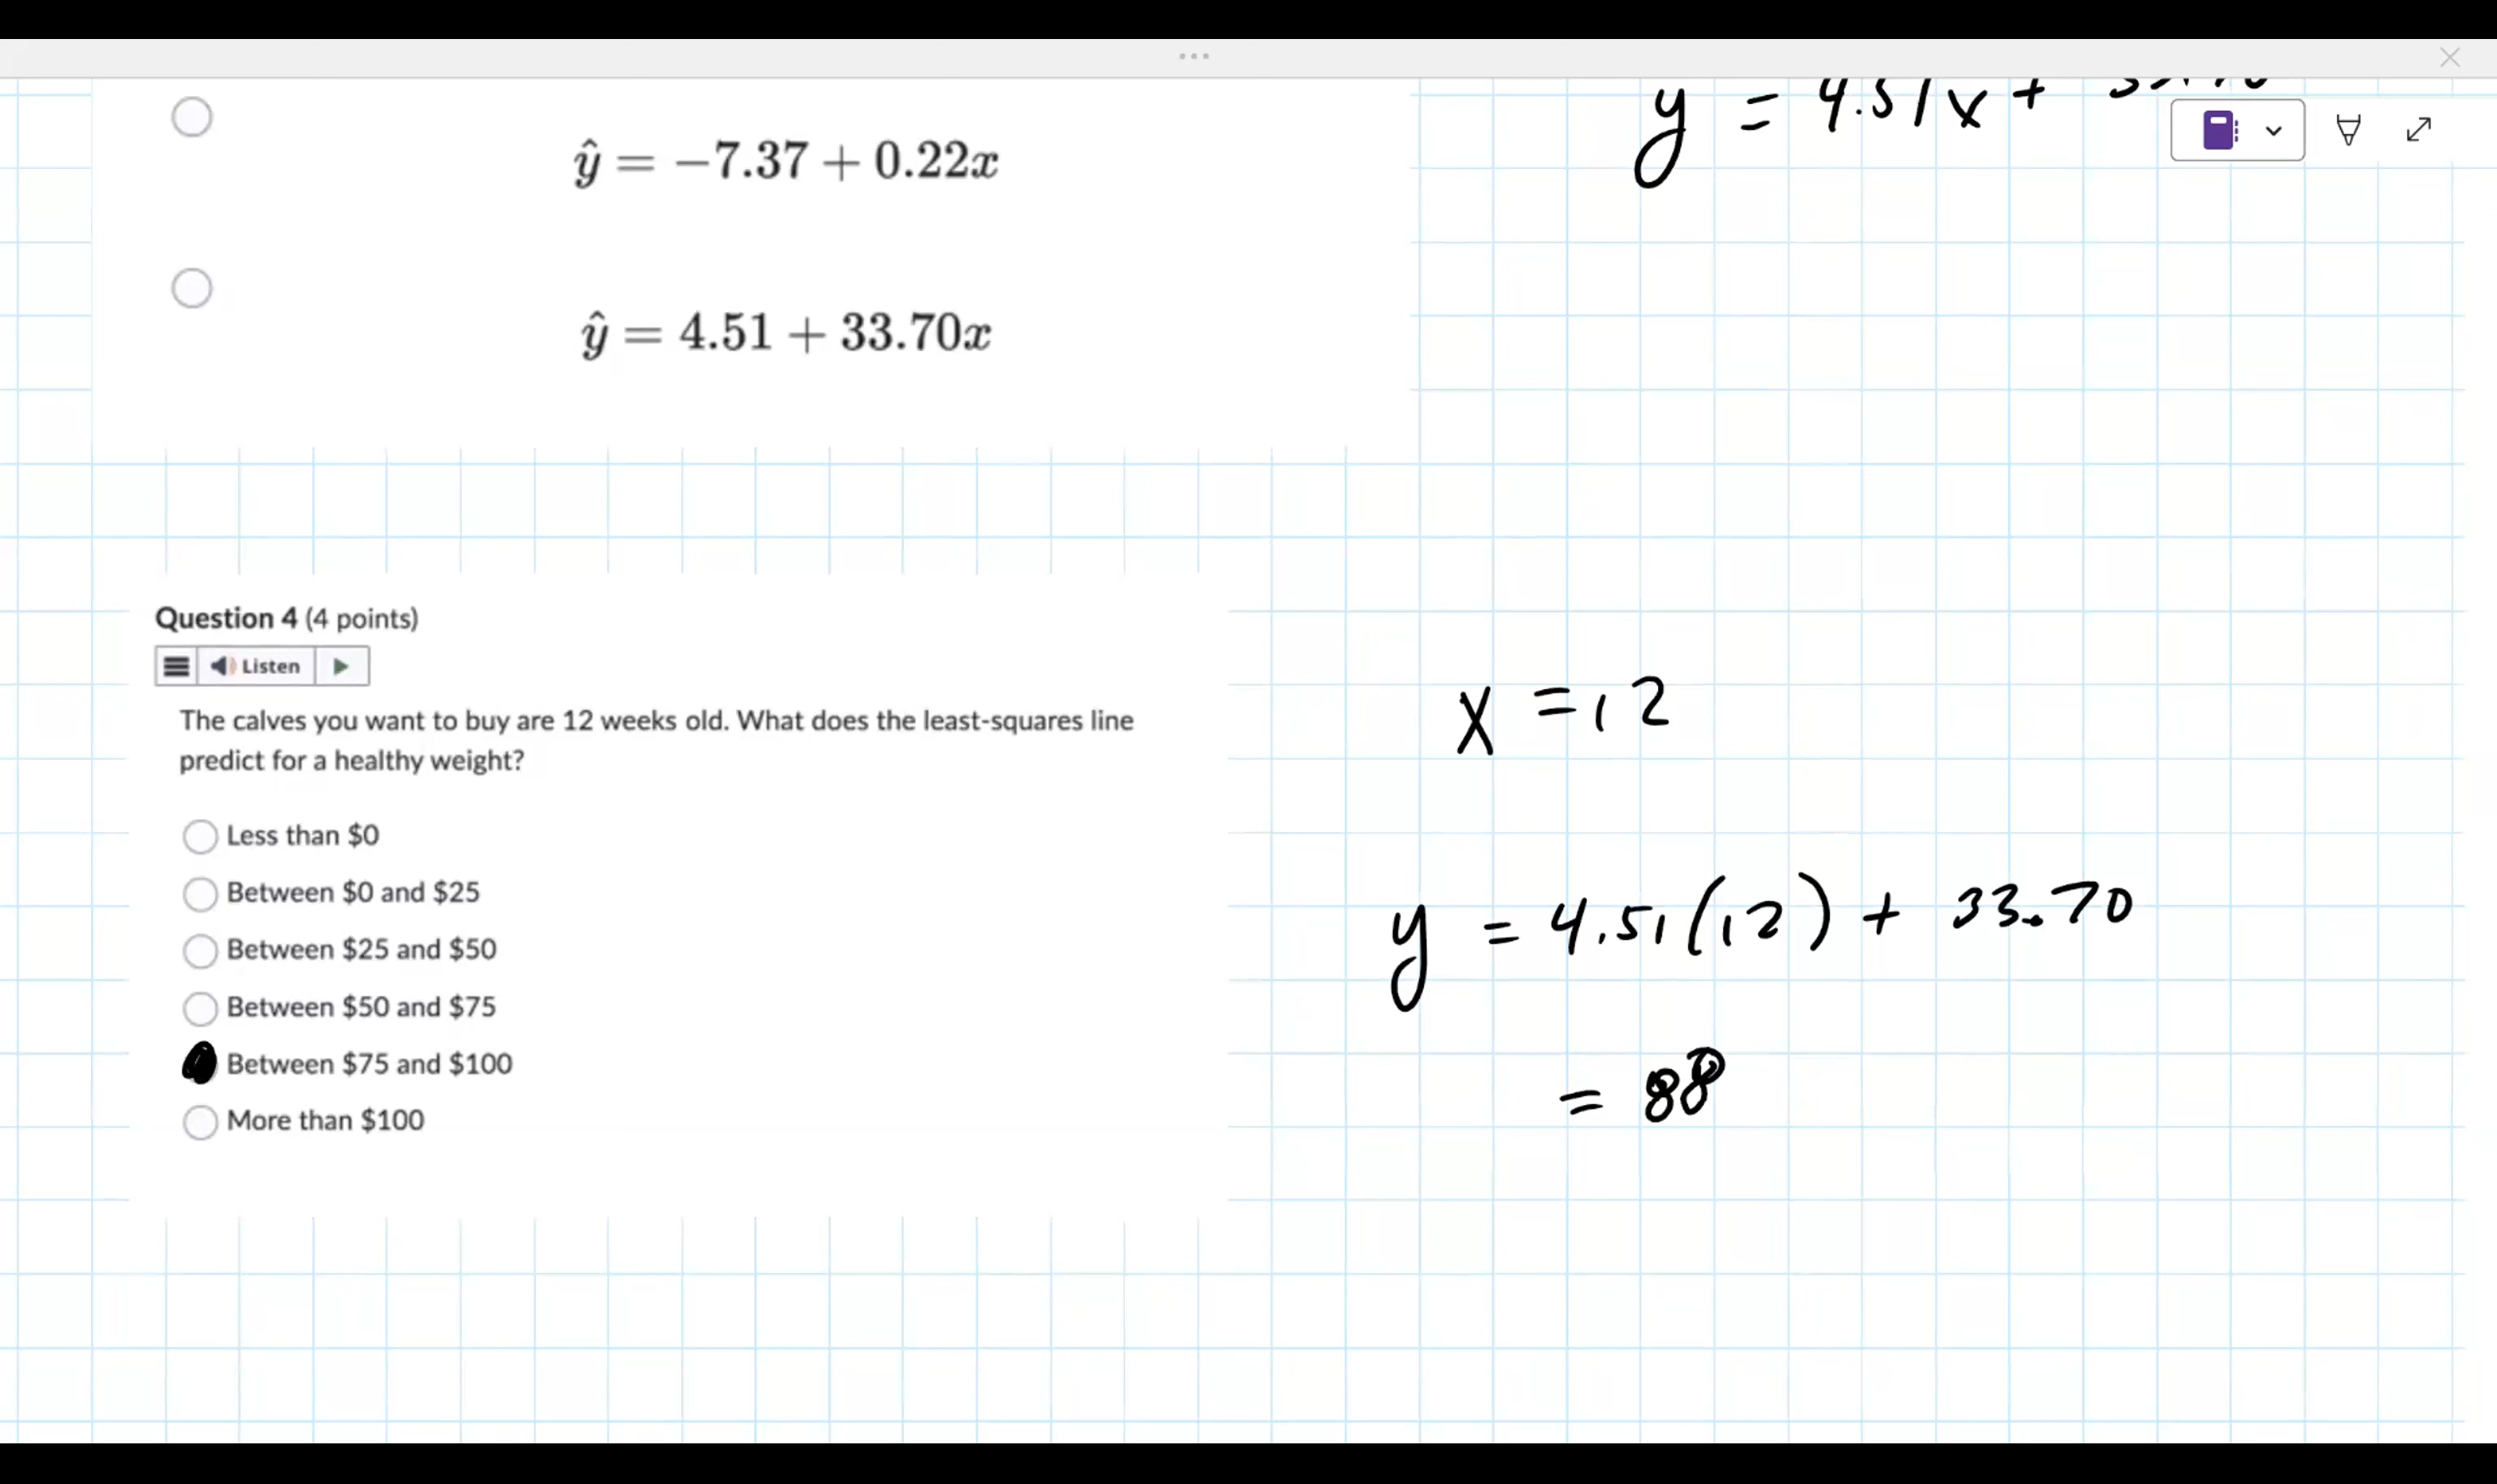 ŷ = −7.37 + 0.22x
y = 4.51x +
ŷ = 4.51 + 33.70x
Question 4 (4 points)
Listen
The calves you want to buy are 12 weeks old. What does the least-squares line
predict for a healthy weight?
Less than $0
Between $0 and $25
Between $25 and $50
Between $50 and $75
Between $75 and $100
More than $100
x = 12
y = 4.51(12) + 33.70
= 88